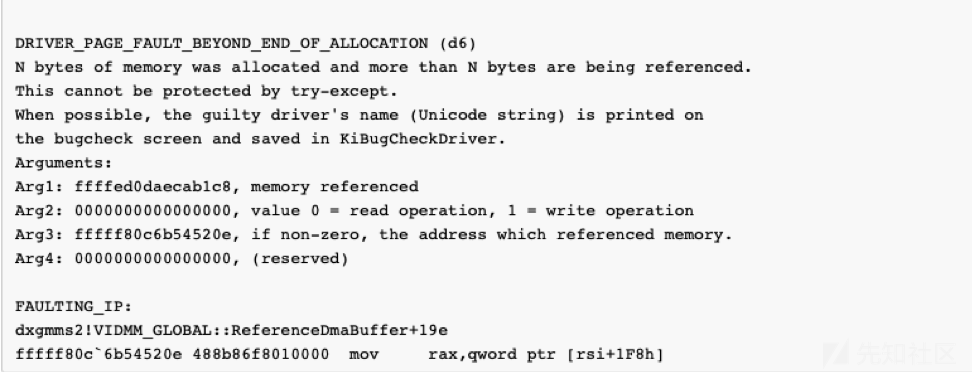 DRIVER_PAGE_FAULT_BEYOND_END_OF_ALLOCATION (d6)
N bytes of memory was allocated and more than N bytes are being referenced.
This cannot be protected by try-except.
When possible, the guilty driver's name (Unicode string) is printed on
the bugcheck screen and saved in KiBugCheckDriver.
Arguments:
Arg1: ffffed0daecab1c8, memory referenced
Arg2: 0000000000000000, value 0 = read operation, 1 = write operation
Arg3: fffff80c6b54520e, if non-zero, the address which referenced memory.
Arg4: 0000000000000000, (reserved)
FAULTING_IP:
dxgmms2!VIDMM_GLOBAL::ReferenceDmaBuffer+19e
fffff80c`6b54520e 488b86f8010000 mov rax,qword ptr [rsi+1F8h]
先知社区